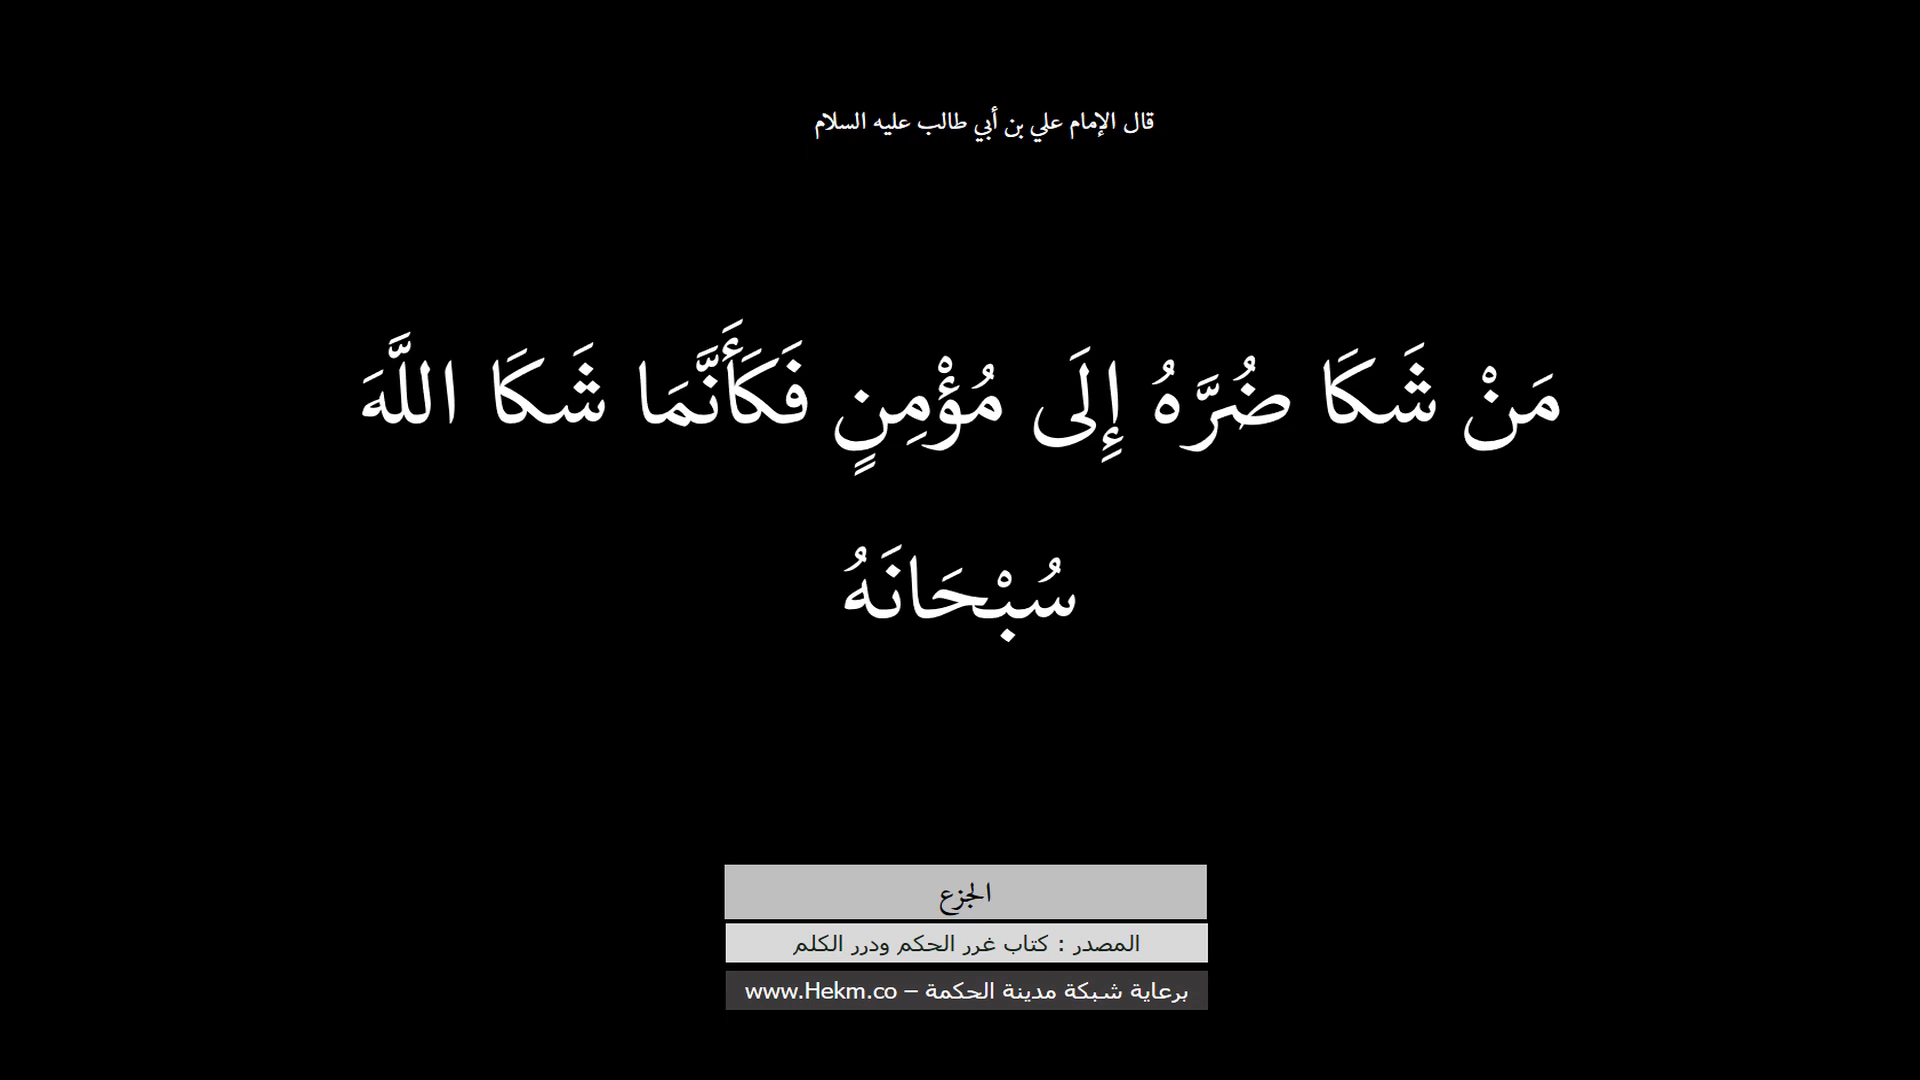 قال الإمام علي بن أبي طالب عليه السلام
مَنْ شَكَا ضُرَّهُ إِلَى مُؤْمِنٍ فَكَأَنَّمَا شَكَا اللَّهَ
سُبْحَانَهُ
الجزع
المصدر : كتاب غرر الحكم ودرر الكلم
برعاية شبكة مدينة الحكمة – www.Hekm.co